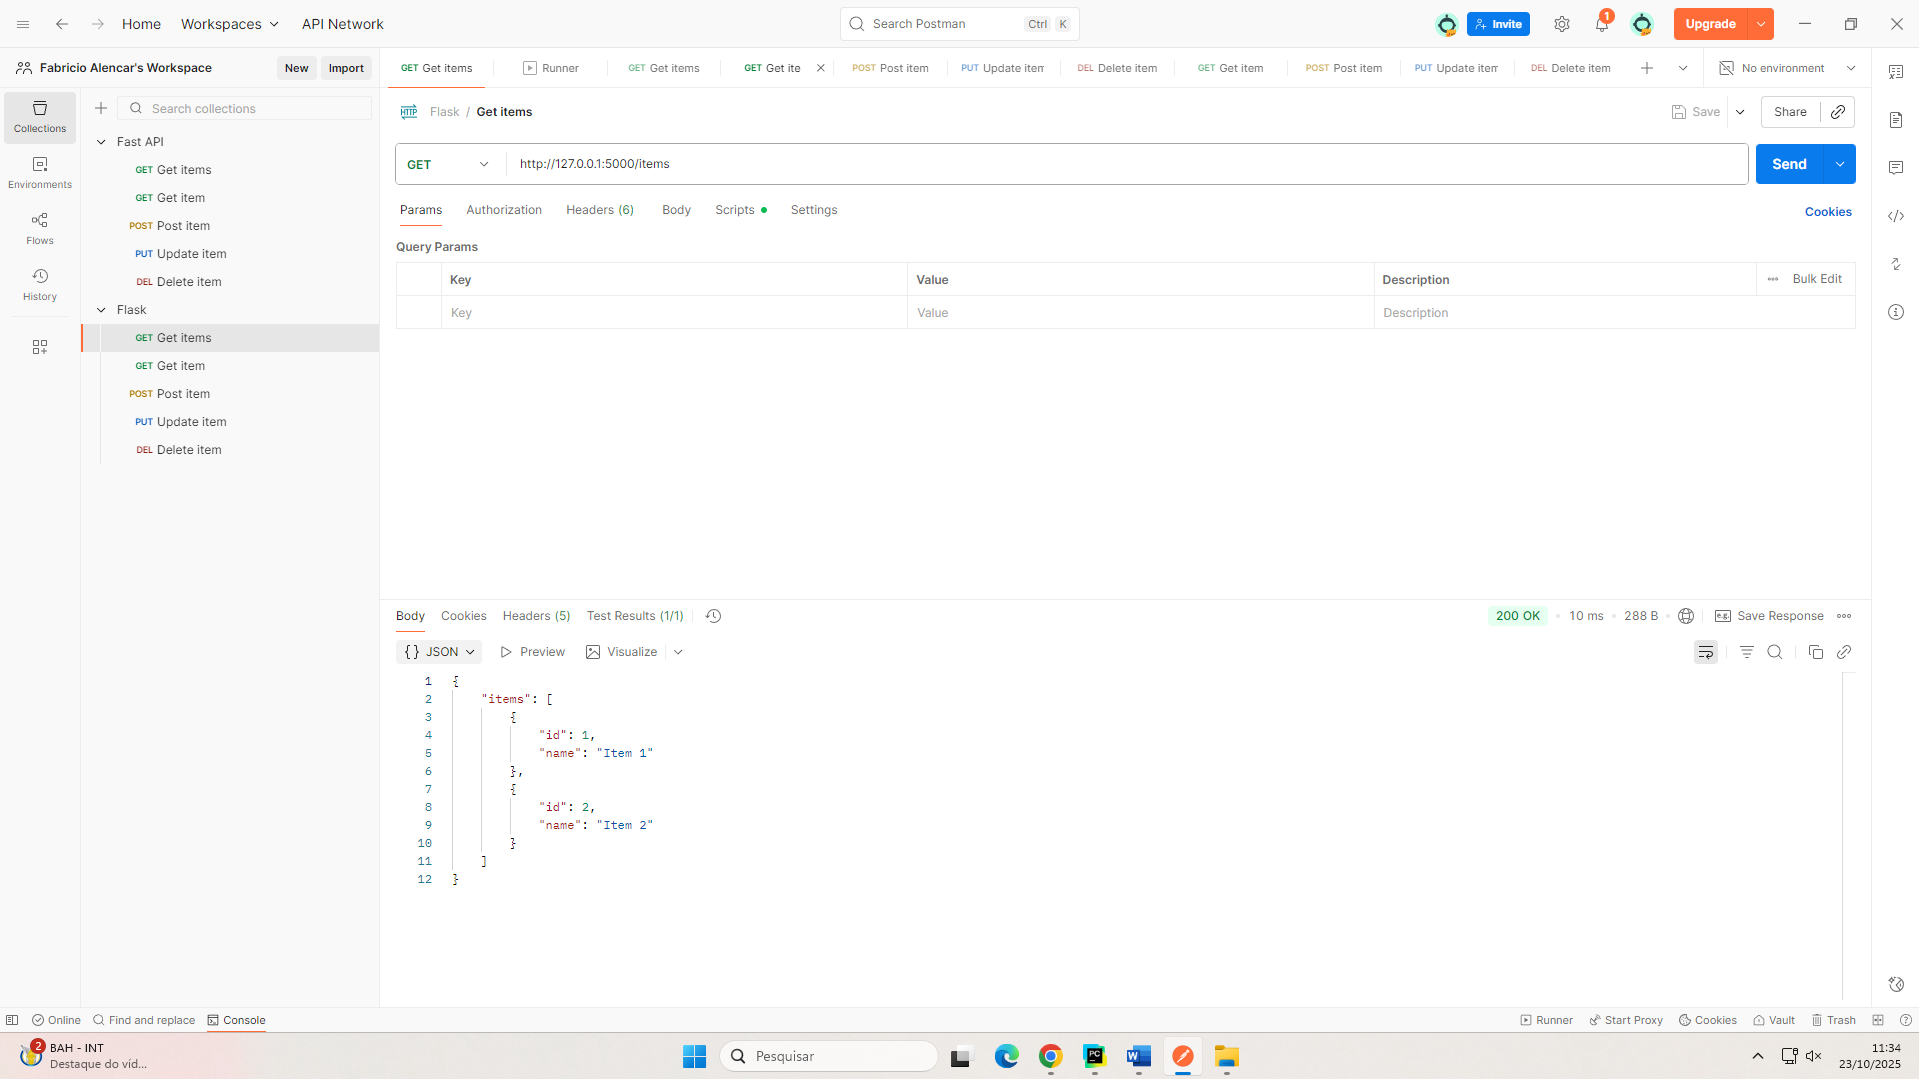 Home Workspaces API Network Search Postman Ctrl K Invite 1 Upgrade
Fabricio Alencar's Workspace New Import GET Get items Runner GET Get items GET Get ite POST Post item PUT Update item DEL Delete item GET Get item POST Post item PUT Update item DEL Delete item No environment
Collections
Environments
Flows
History
Search collections
Fast API
GET Get items
GET Get item
POST Post item
PUT Update item
DEL Delete item
Flask
GET Get items
GET Get item
POST Post item
PUT Update item
DEL Delete item
HTTP Flask / Get items Save Share
GET http://127.0.0.1:5000/items Send
Params Authorization Headers (6) Body Scripts Settings Cookies
Query Params
Key Value Description Bulk Edit
Key Value Description
Body Cookies Headers (5) Test Results (1/1) 200 OK 10 ms 288 B e.g. Save Response
{} JSON Preview Visualize
1 {
2 "items": [
3 {
4 "id": 1,
5 "name": "Item 1"
6 },
7 {
8 "id": 2,
9 "name": "Item 2"
10 }
11 ]
12 }
Online Find and replace Console Runner Start Proxy Cookies Vault Trash
2 BAH - INT
Destaque do víd...
Pesquisar
PC
11:34
23/10/2025